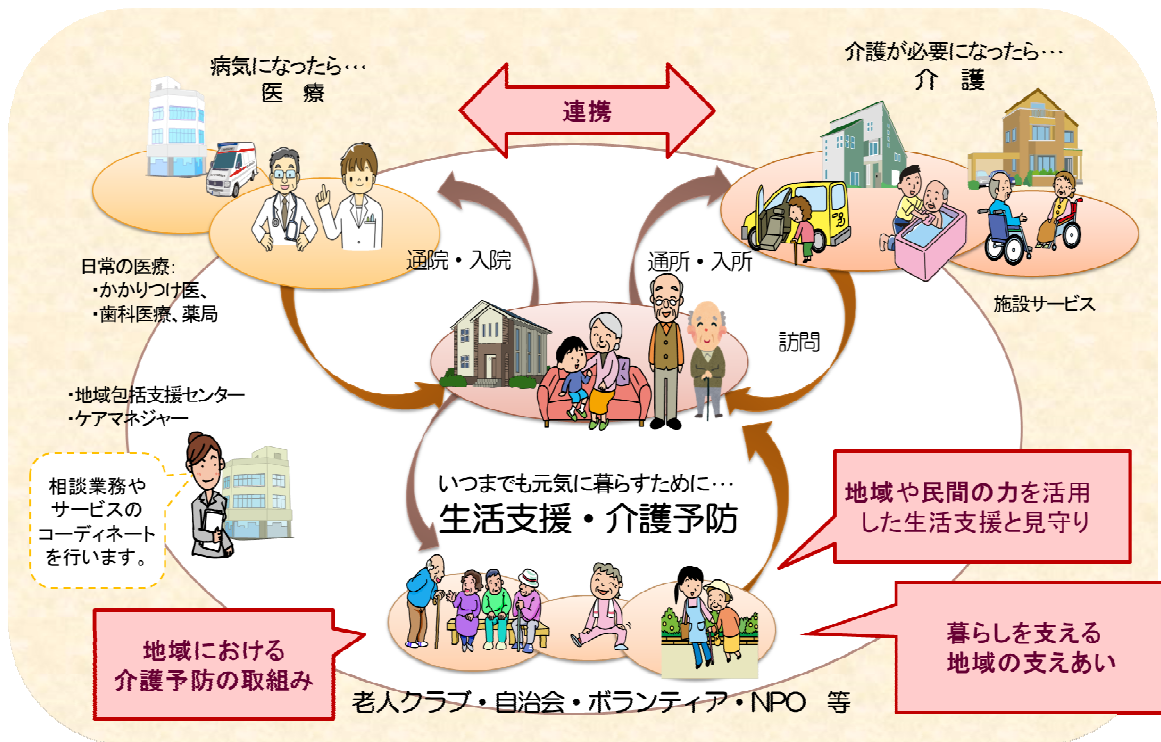 病気になったら…
医　療
連携
介護が必要になったら…
介　護
通院・入院
通所・入所
日常の医療：
・かかりつけ医、
・歯科医療、薬局
施設サービス
訪問
・地域包括支援センター
・ケアマネジャー
相談業務や
サービスの
コーディネート
を行います。
いつまでも元気に暮らすために…
生活支援・介護予防
地域や民間の力を活用
した生活支援と見守り
地域における
介護予防の取組み
暮らしを支える
地域の支えあい
老人クラブ・自治会・ボランティア・NPO　等